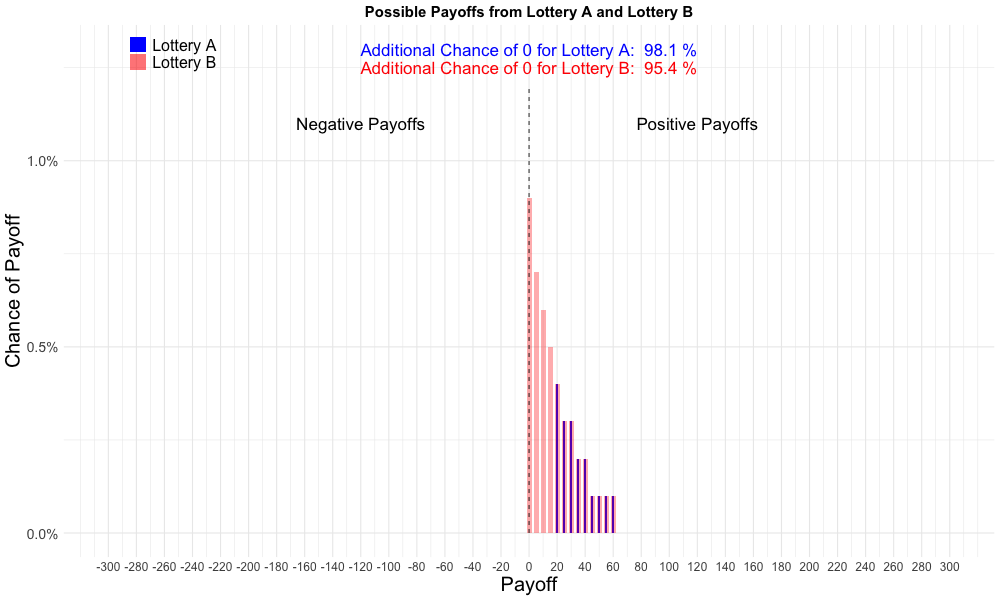 Possible Payoffs from Lottery A and Lottery B
Lottery A
Lottery B
Additional Chance of 0 for Lottery A: 98.1 %
Additional Chance of 0 for Lottery B: 95.4 %
Negative Payoffs
Positive Payoffs
Chance of Payoff
1.0%
0.5%
0.0%
-300 -280 -260 -240 -220 -200 -180 -160 -140 -120 -100 -80 -60 -40 -20 0 20 40 60 80 100 120 140 160 180 200 220 240 260 280 300
Payoff